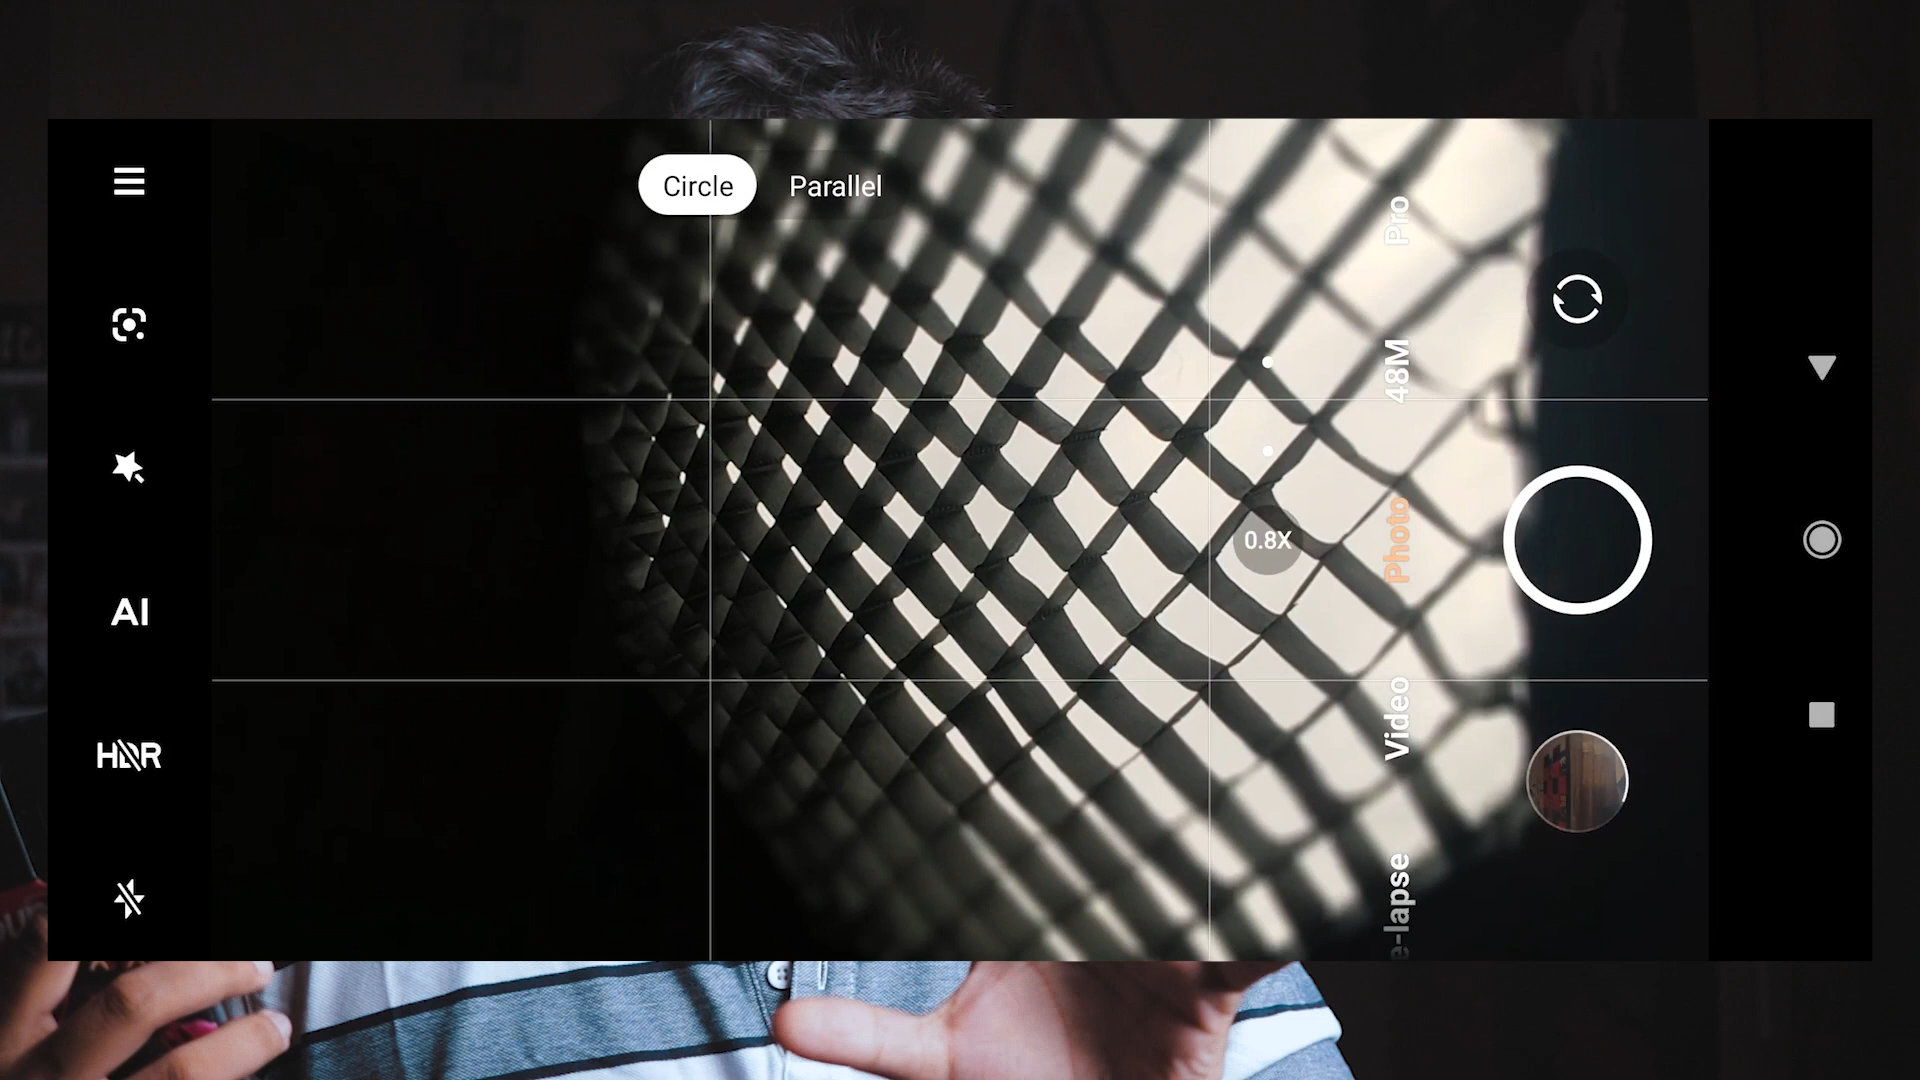 Circle
Parallel
Pro
48M
0.8X
Photo
AI
Video
HDR
e-lapse